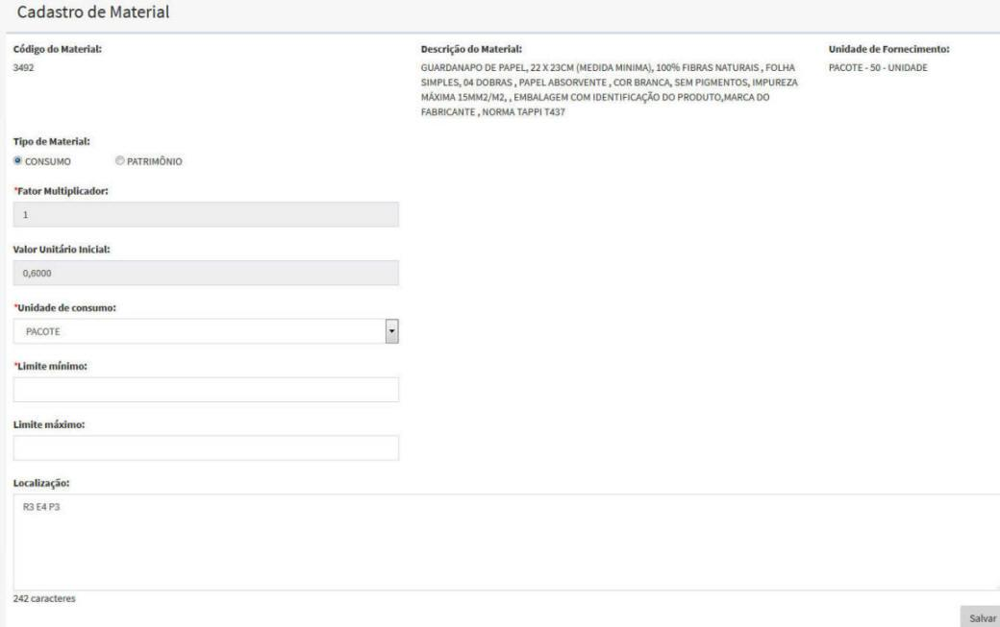 Cadastro de Material
Código do Material:
3492
Descrição do Material:
GUARDANAPO DE PAPEL, 22 X 23CM (MEDIDA MINIMA), 100% FIBRAS NATURAIS , FOLHA
SIMPLES, 04 DOBRAS , PAPEL ABSORVENTE , COR BRANCA, SEM PIGMENTOS, IMPUREZA
MÁXIMA 15MM2/M2, , EMBALAGEM COM IDENTIFICAÇÃO DO PRODUTO,MARCA DO
FABRICANTE , NORMA TAPPI T437
Unidade de Fornecimento:
PACOTE - 50 - UNIDADE
Tipo de Material:
CONSUMO PATRIMÔNIO
*Fator Multiplicador:
1
Valor Unitário Inicial:
0,6000
*Unidade de consumo:
PACOTE
*Limite mínimo:
Limite máximo:
Localização:
R3 E4 P3
242 caracteres
Salvar